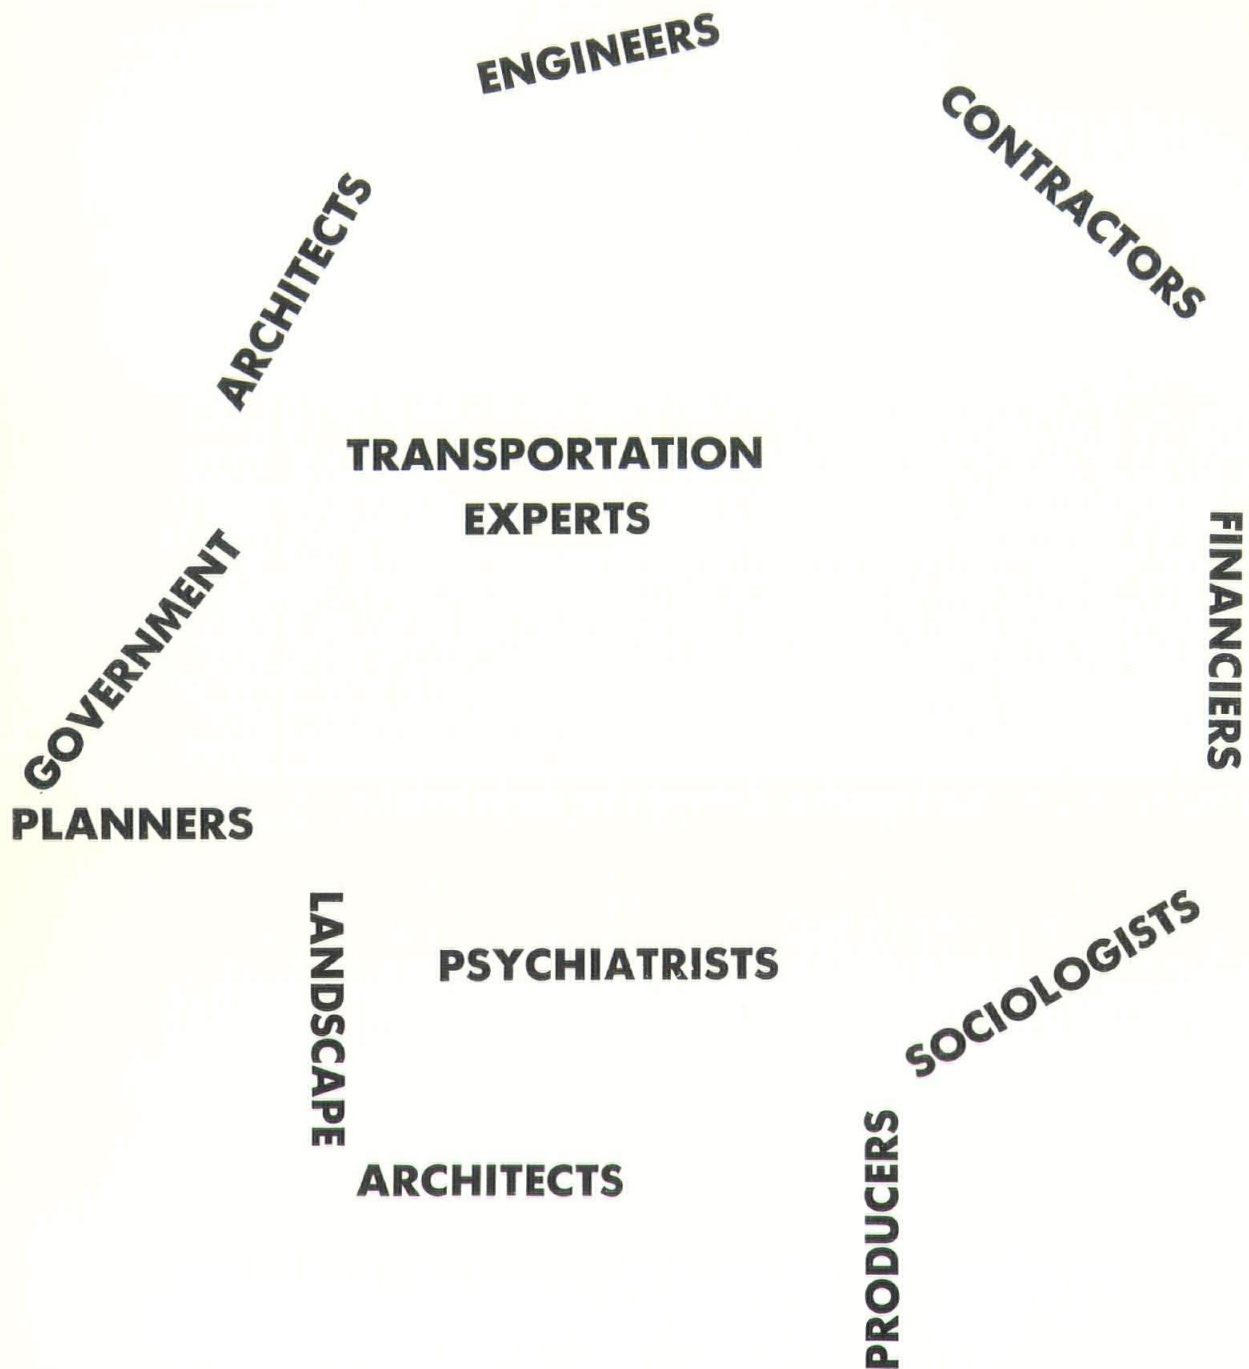 ENGINEERS
CONTRACTORS
ARCHITECTS
TRANSPORTATION
EXPERTS
FINANCIERS
GOVERNMENT
PLANNERS
LANDSCAPE
ARCHITECTS
PSYCHIATRISTS
SOCIOLOGISTS
PRODUCERS